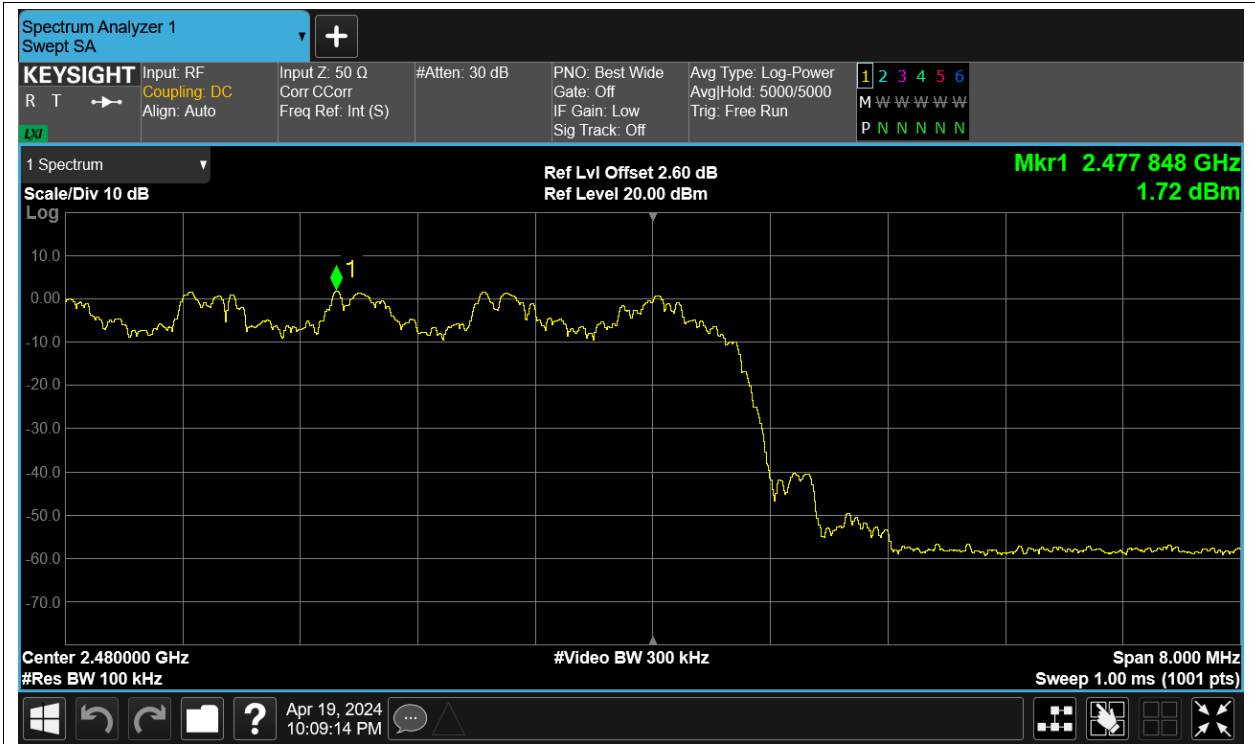 Spectrum Analyzer 1
Swept SA
+
KEYSIGHT
R T
LXI
Input: RF
Coupling: DC
Align: Auto
Input Z: 50 Ω
Corr CCorr
Freq Ref: Int (S)
#Atten: 30 dB
PNO: Best Wide
Gate: Off
IF Gain: Low
Sig Track: Off
Avg Type: Log-Power
Avg|Hold: 5000/5000
Trig: Free Run
1 2 3 4 5 6
M W W W W W W
P N N N N N N
1 Spectrum
Scale/Div 10 dB
Log
Ref Lvl Offset 2.60 dB
Ref Level 20.00 dBm
Mkr1 2.477 848 GHz
1.72 dBm
1
10.0
0.00
-10.0
-20.0
-30.0
-40.0
-50.0
-60.0
-70.0
Center 2.480000 GHz
#Res BW 100 kHz
#Video BW 300 kHz
Span 8.000 MHz
Sweep 1.00 ms (1001 pts)
?
Apr 19, 2024
10:09:14 PM